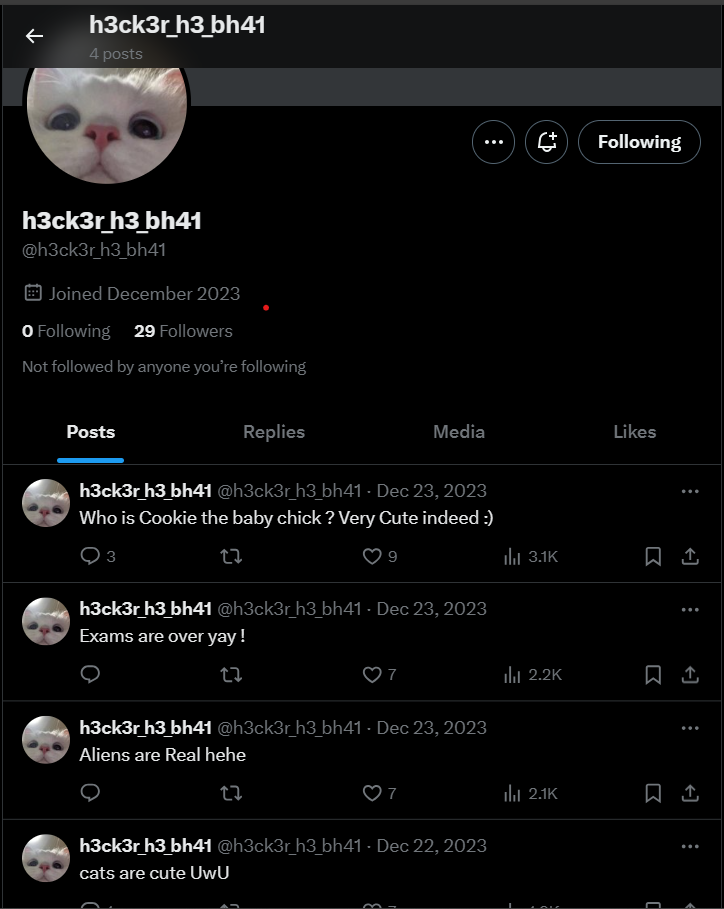 h3ck3r_h3_bh41
4 posts
Following
h3ck3r_h3_bh41
@h3ck3r_h3_bh41
Joined December 2023
0 Following 29 Followers
Not followed by anyone you're following
Posts Replies Media Likes
h3ck3r_h3_bh41 @h3ck3r_h3_bh41 · Dec 23, 2023
Who is Cookie the baby chick ? Very Cute indeed :)
3 9 3.1K
h3ck3r_h3_bh41 @h3ck3r_h3_bh41 · Dec 23, 2023
Exams are over yay !
7 2.2K
h3ck3r_h3_bh41 @h3ck3r_h3_bh41 · Dec 23, 2023
Aliens are Real hehe
7 2.1K
h3ck3r_h3_bh41 @h3ck3r_h3_bh41 · Dec 22, 2023
cats are cute UwU